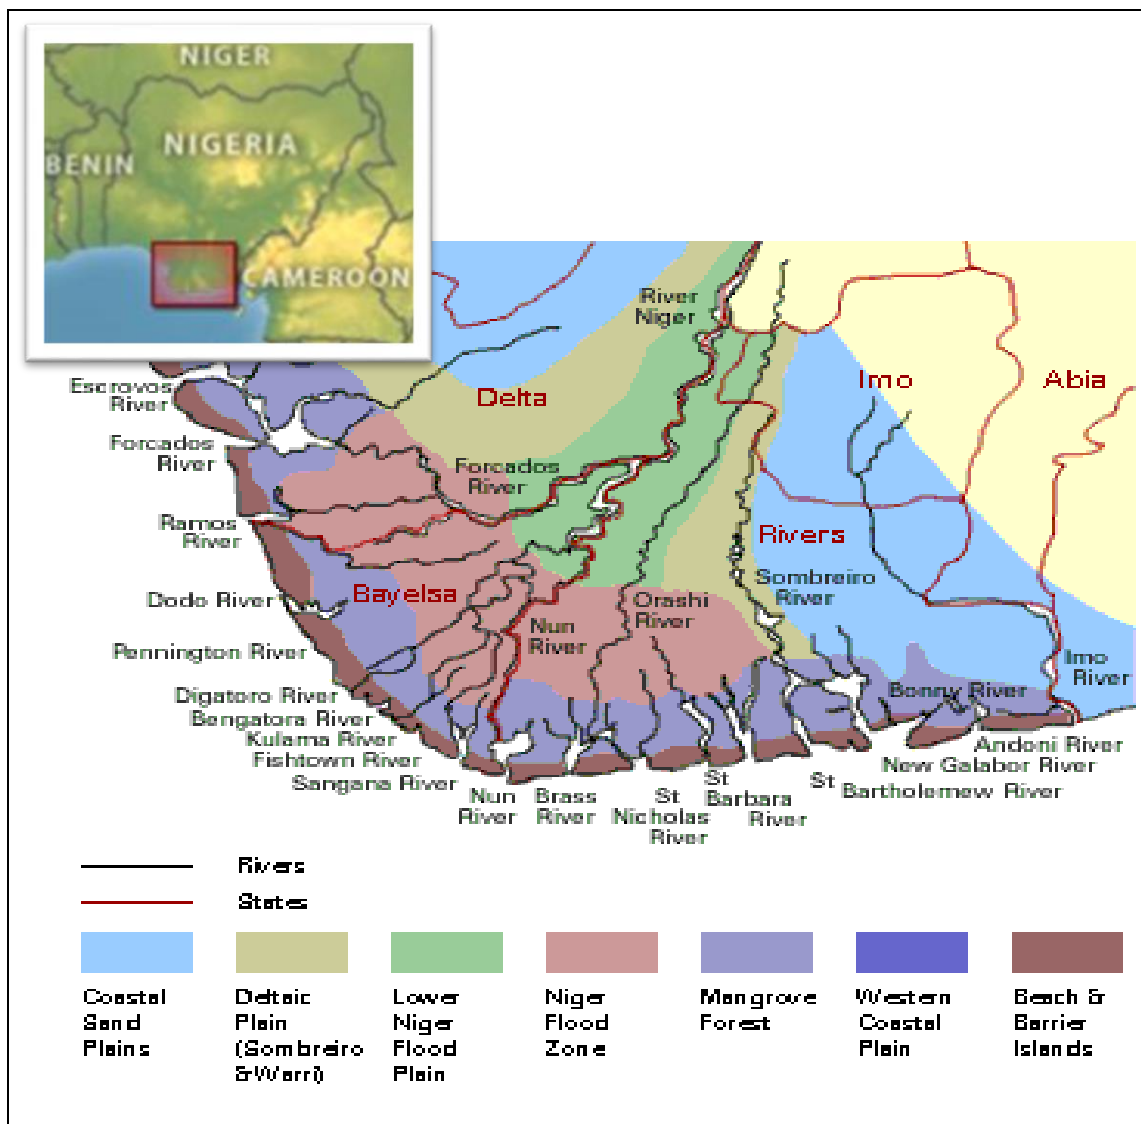 NIGER
NIGERIA
BENIN
CAMEROON
River
Niger
Escrovos
River
Delta
Imo
Abia
Forcados
River
Forcados
River
Ramos
River
Rivers
Sombreiro
River
Dodo River
Bayelsa
Orashi
River
Nun
River
Pennington River
Imo
River
Digatoro River
Bonny River
Bengatora River
Kulama River
Andoni River
Fishtown River
New Galabor River
Sangana River
Nun
River
Brass
River
St
Nicholas
River
St
Barbara
River
St
Bartholemew River
Rivers
States
Coastal
Sand
Plains
Deltaic
Plain
(Sombreiro
&Warri)
Lower
Niger
Flood
Plain
Niger
Flood
Zone
Mangrove
Forest
Western
Coastal
Plain
Beach &
Barrier
Islands